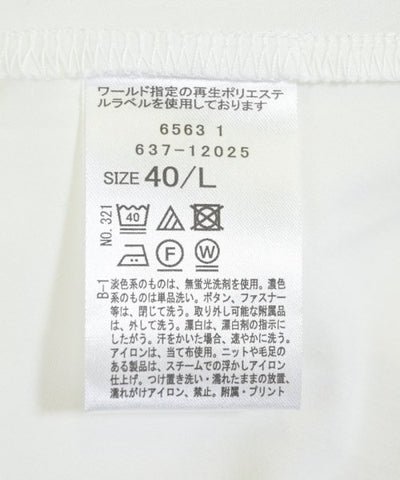 ワールド指定の再生ポリエステ
ルラベルを使用しております
6563 1
637-12025
SIZE 40/L
NO. 321
40
F
W
B-1
淡色系のものは、無蛍光洗剤を使用。濃色
系のものは単品洗い。ボタン、ファスナー
等は、閉じて洗う。取り外し可能な附属品
は、外して洗う。漂白は、漂白剤の指示に
したがう。汗をかいた場合、速やかに洗う。
アイロンは、当て布使用。ニットや毛足の
ある製品は、スチームでの浮かしアイロン
仕上げ。つけ置き洗い・濡れたままの放置、
濡れがけアイロン、禁止。附属・プリント